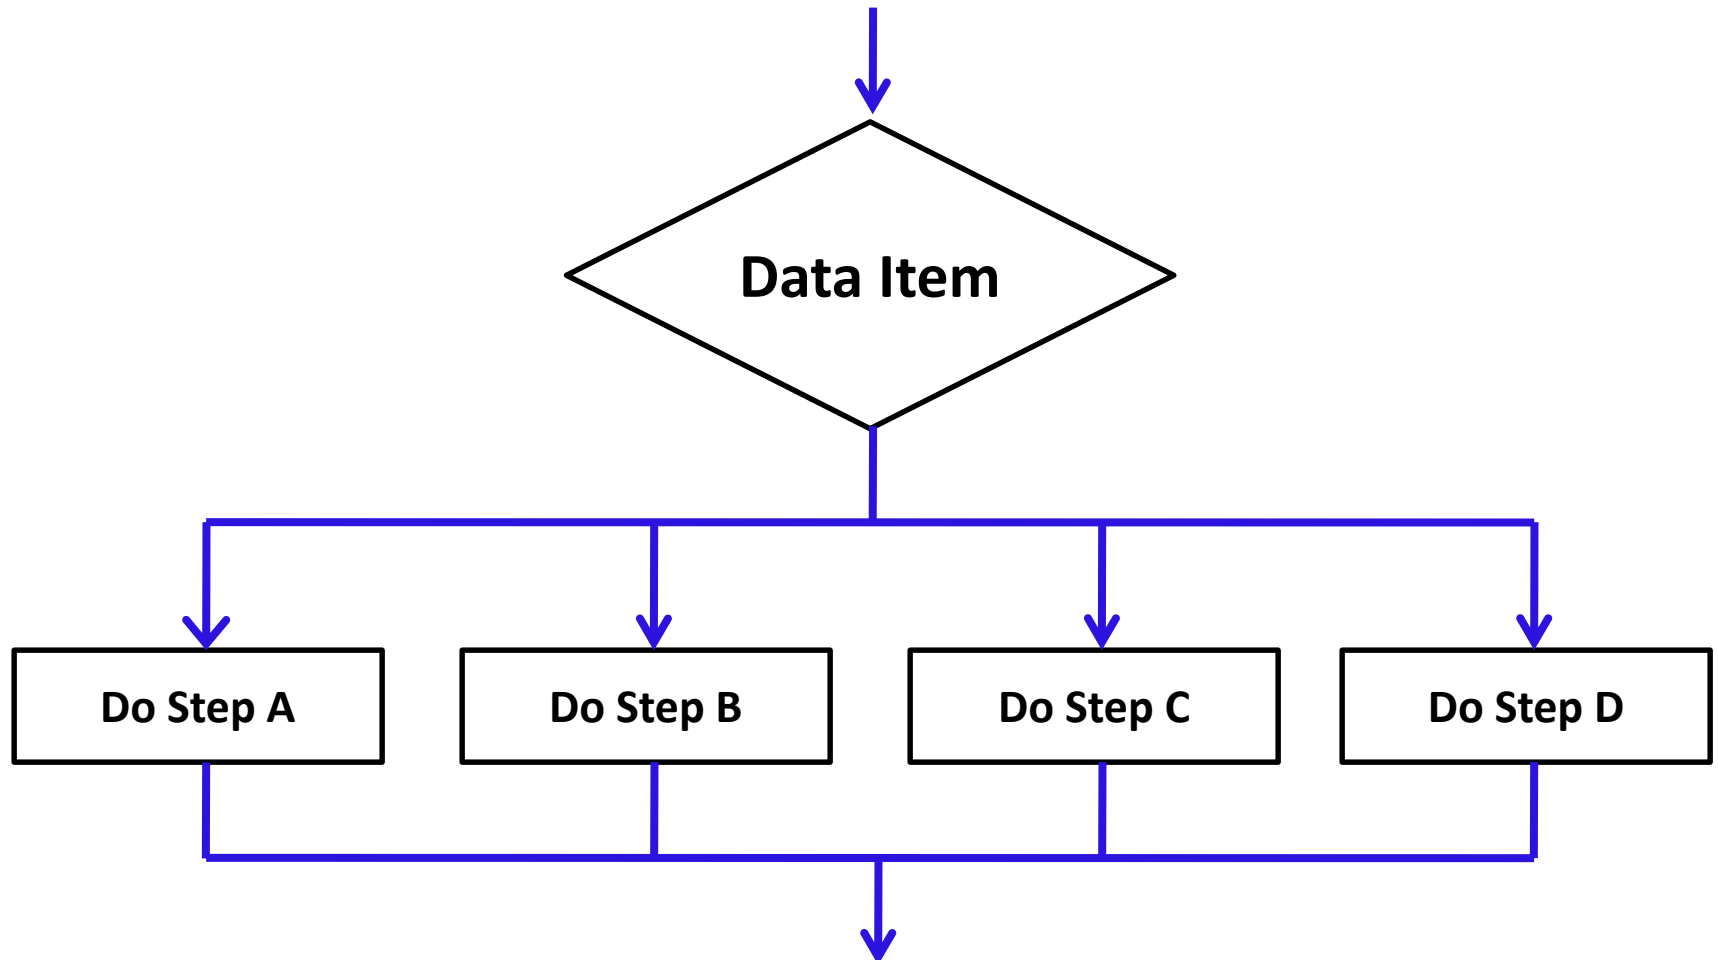 Data Item
Do Step A
Do Step B
Do Step C
Do Step D